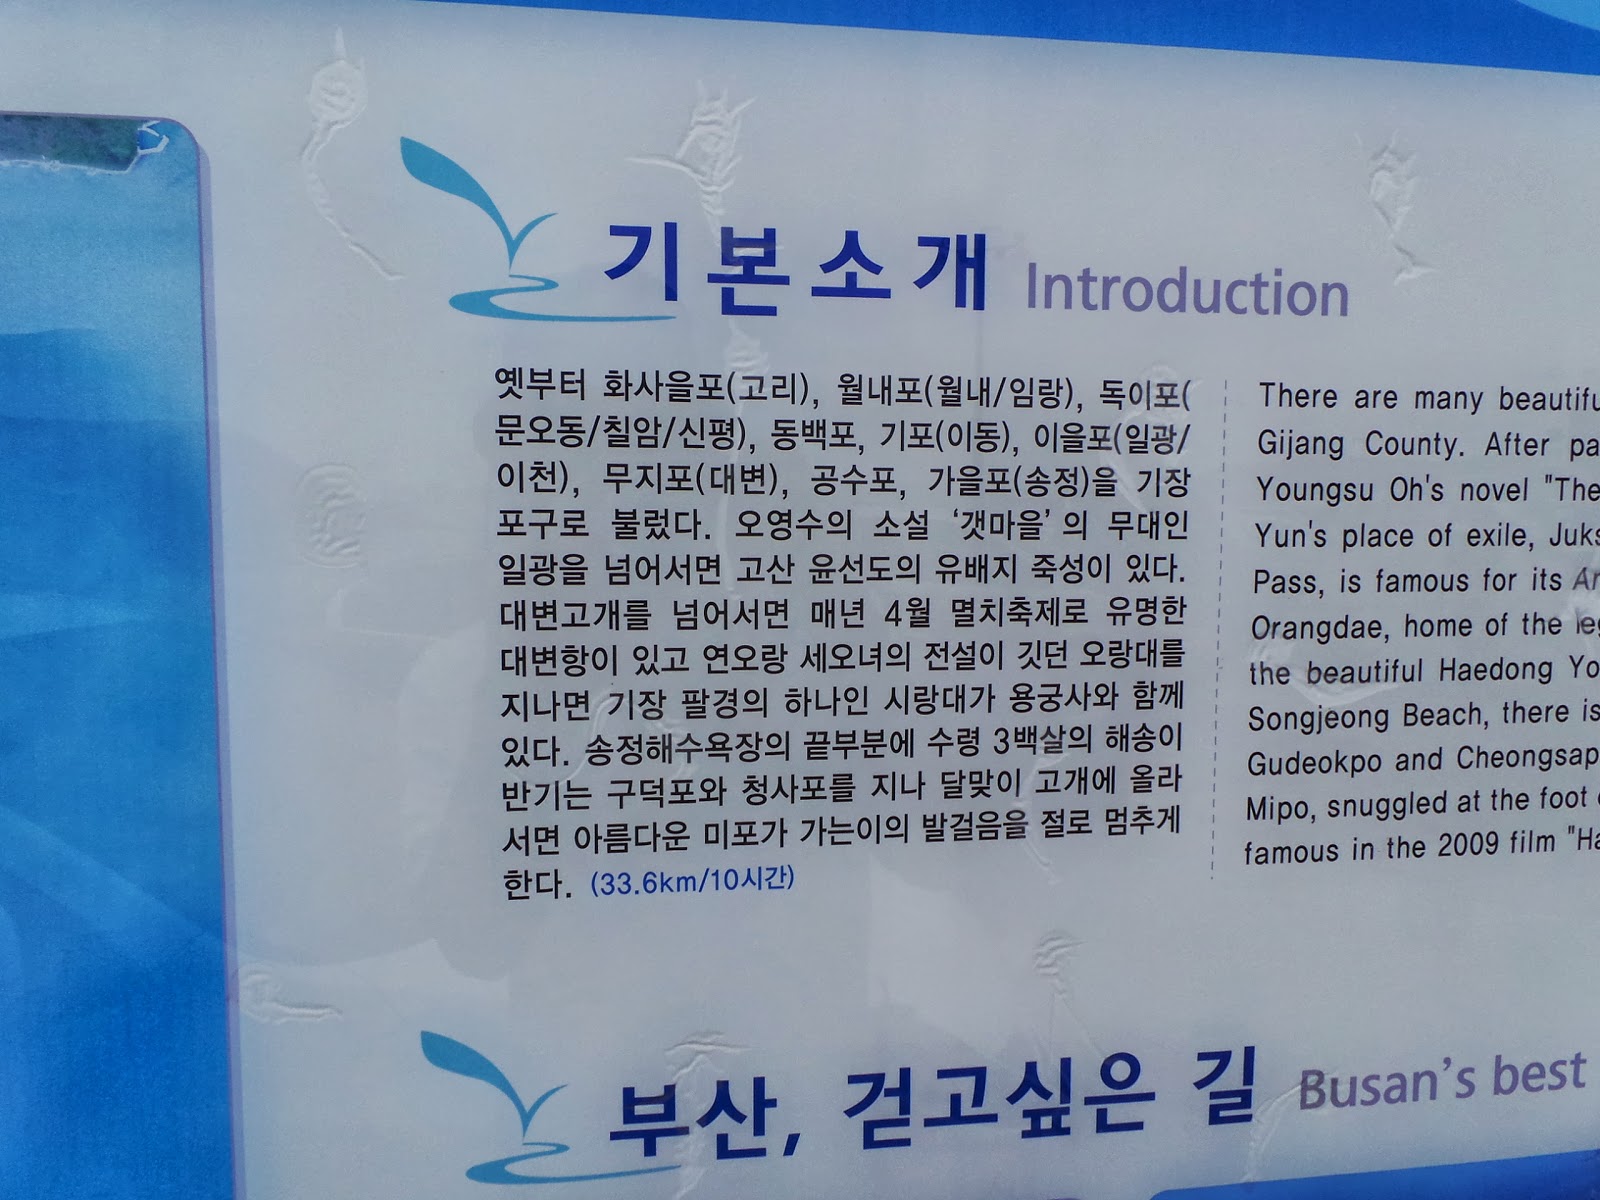 기본소개 Introduction
옛부터 화사을포(고리), 월내포(월내/임랑), 독이포(
문오동/칠암/신평), 동백포, 기포(이동), 이을포(일광/
이천), 무지포(대변), 공수포, 가을포(송정)을 기장
포구로 불렀다. 오영수의 소설 ‘갯마을’의 무대인
일광을 넘어서면 고산 윤선도의 유배지 죽성이 있다.
대변고개를 넘어서면 매년 4월 멸치축제로 유명한
대변항이 있고 연오랑 세오녀의 전설이 깃던 오랑대를
지나면 기장 팔경의 하나인 시랑대가 용궁사와 함께
있다. 송정해수욕장의 끝부분에 수령 3백살의 해송이
반기는 구덕포와 청사포를 지나 달맞이 고개에 올라
서면 아름다운 미포가 가는이의 발걸음을 절로 멈추게
한다. (33.6km/10시간)
There are many beautifu
Gijang County. After pa
Youngsu Oh's novel "The
Yun's place of exile, Juks
Pass, is famous for its An
Orangdae, home of the leg
the beautiful Haedong Yo
Songjeong Beach, there is
Gudeokpo and Cheongsap
Mipo, snuggled at the foot
famous in the 2009 film "Ha
부산, 걷고싶은 길 Busan's best